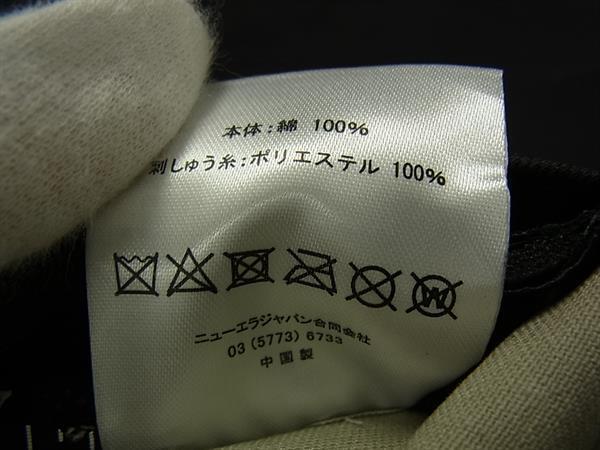 本体：綿 100%
刺しゅう糸：ポリエステル 100%
W
ニューエラジャパン合同会社
03 (5773) 6733
中国製